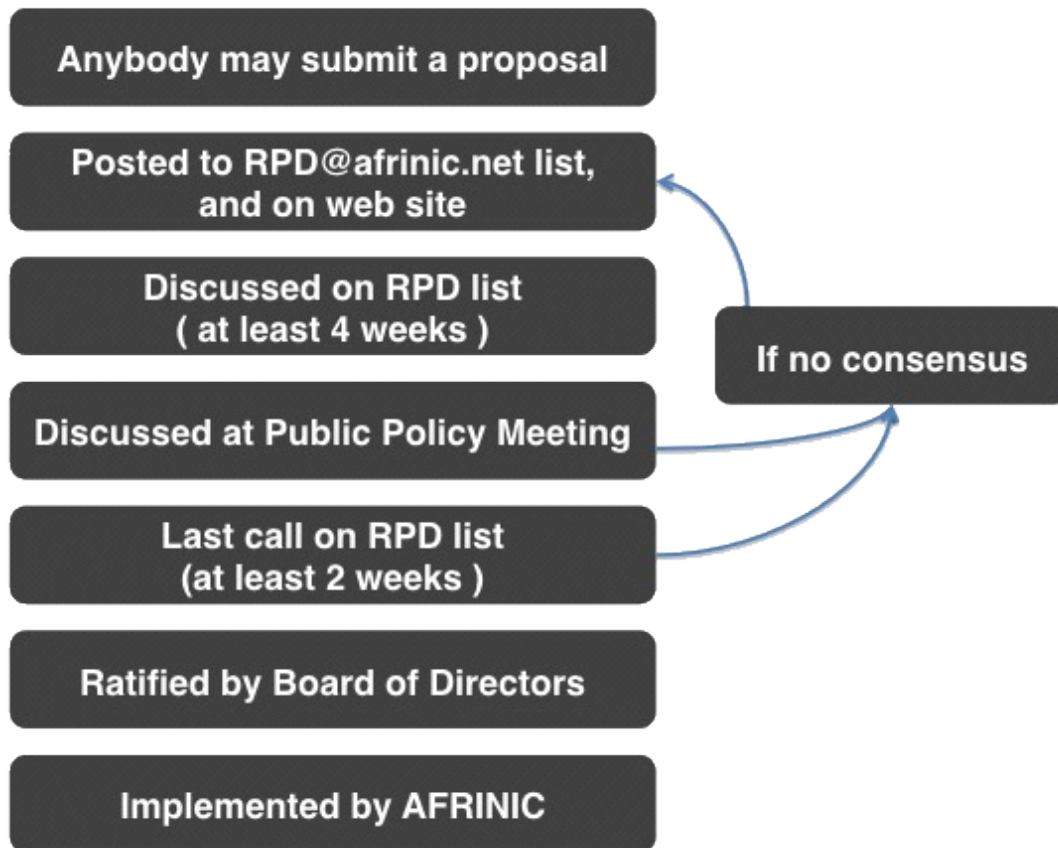 Anybody may submit a proposal
Posted to RPD@afrinic.net list,
and on web site
Discussed on RPD list
( at least 4 weeks )
If no consensus
Discussed at Public Policy Meeting
Last call on RPD list
(at least 2 weeks )
Ratified by Board of Directors
Implemented by AFRINIC